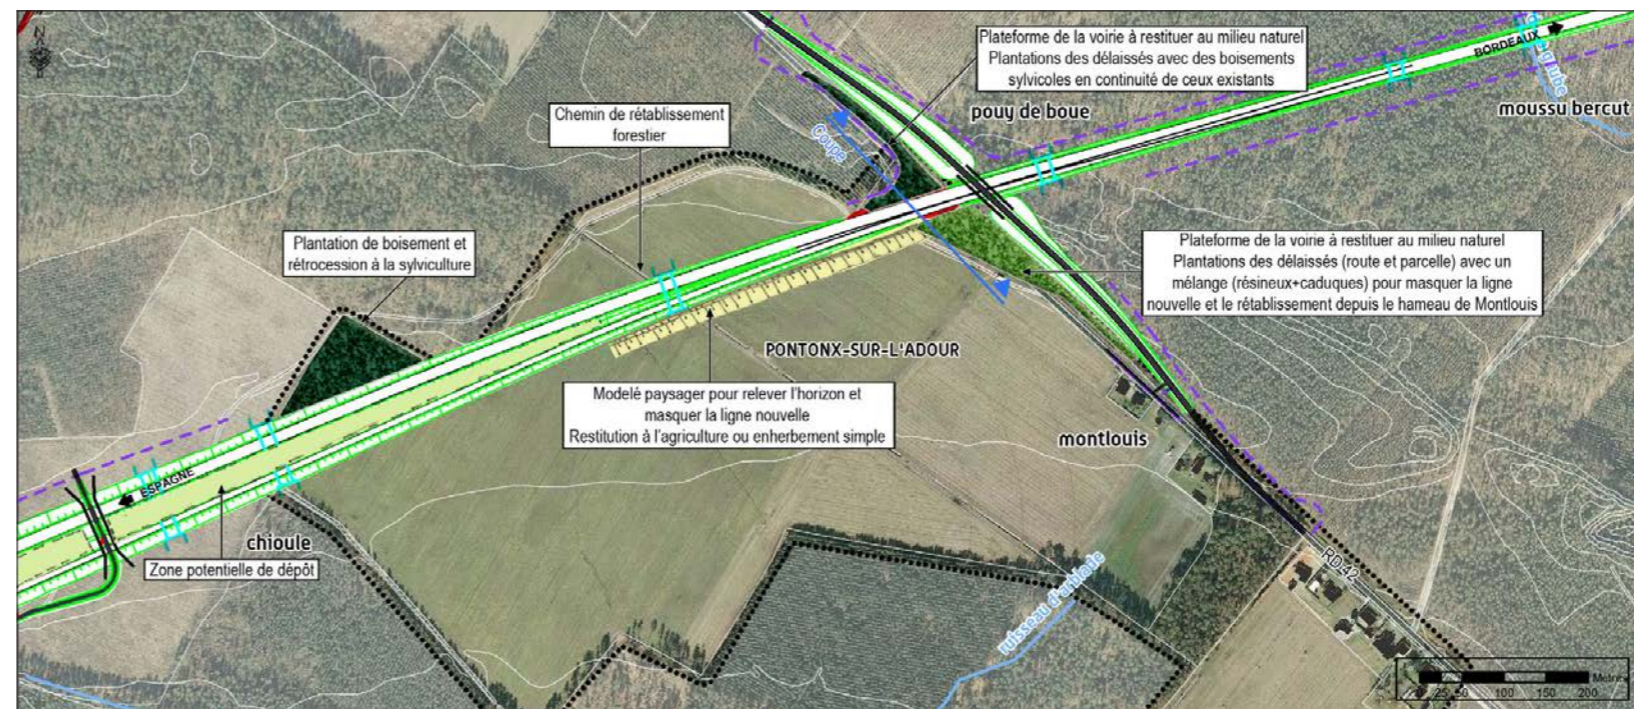 N
Plateforme de la voirie à restituer au milieu naturel
Plantations des délaissés avec des boisements
sylvicoles en continuité de ceux existants
BORDEAUX
moussu bercut
pouy de boue
Chemin de rétablissement
forestier
Coupe
Plantation de boisement et
rétrocession à la sylviculture
Plateforme de la voirie à restituer au milieu naturel
Plantations des délaissés (route et parcelle) avec un
mélange (résineux+caduques) pour masquer la ligne
nouvelle et le rétablissement depuis le hameau de Montlouis
PONTONX-SUR-L'ADOUR
Modelé paysager pour relever l'horizon et
masquer la ligne nouvelle
Restitution à l'agriculture ou enherbement simple
montlouis
ESPAGNE
chioule
Zone potentielle de dépôt
RD 42
ruisseau d'arblade
Metres
0 25 50 100 150 200